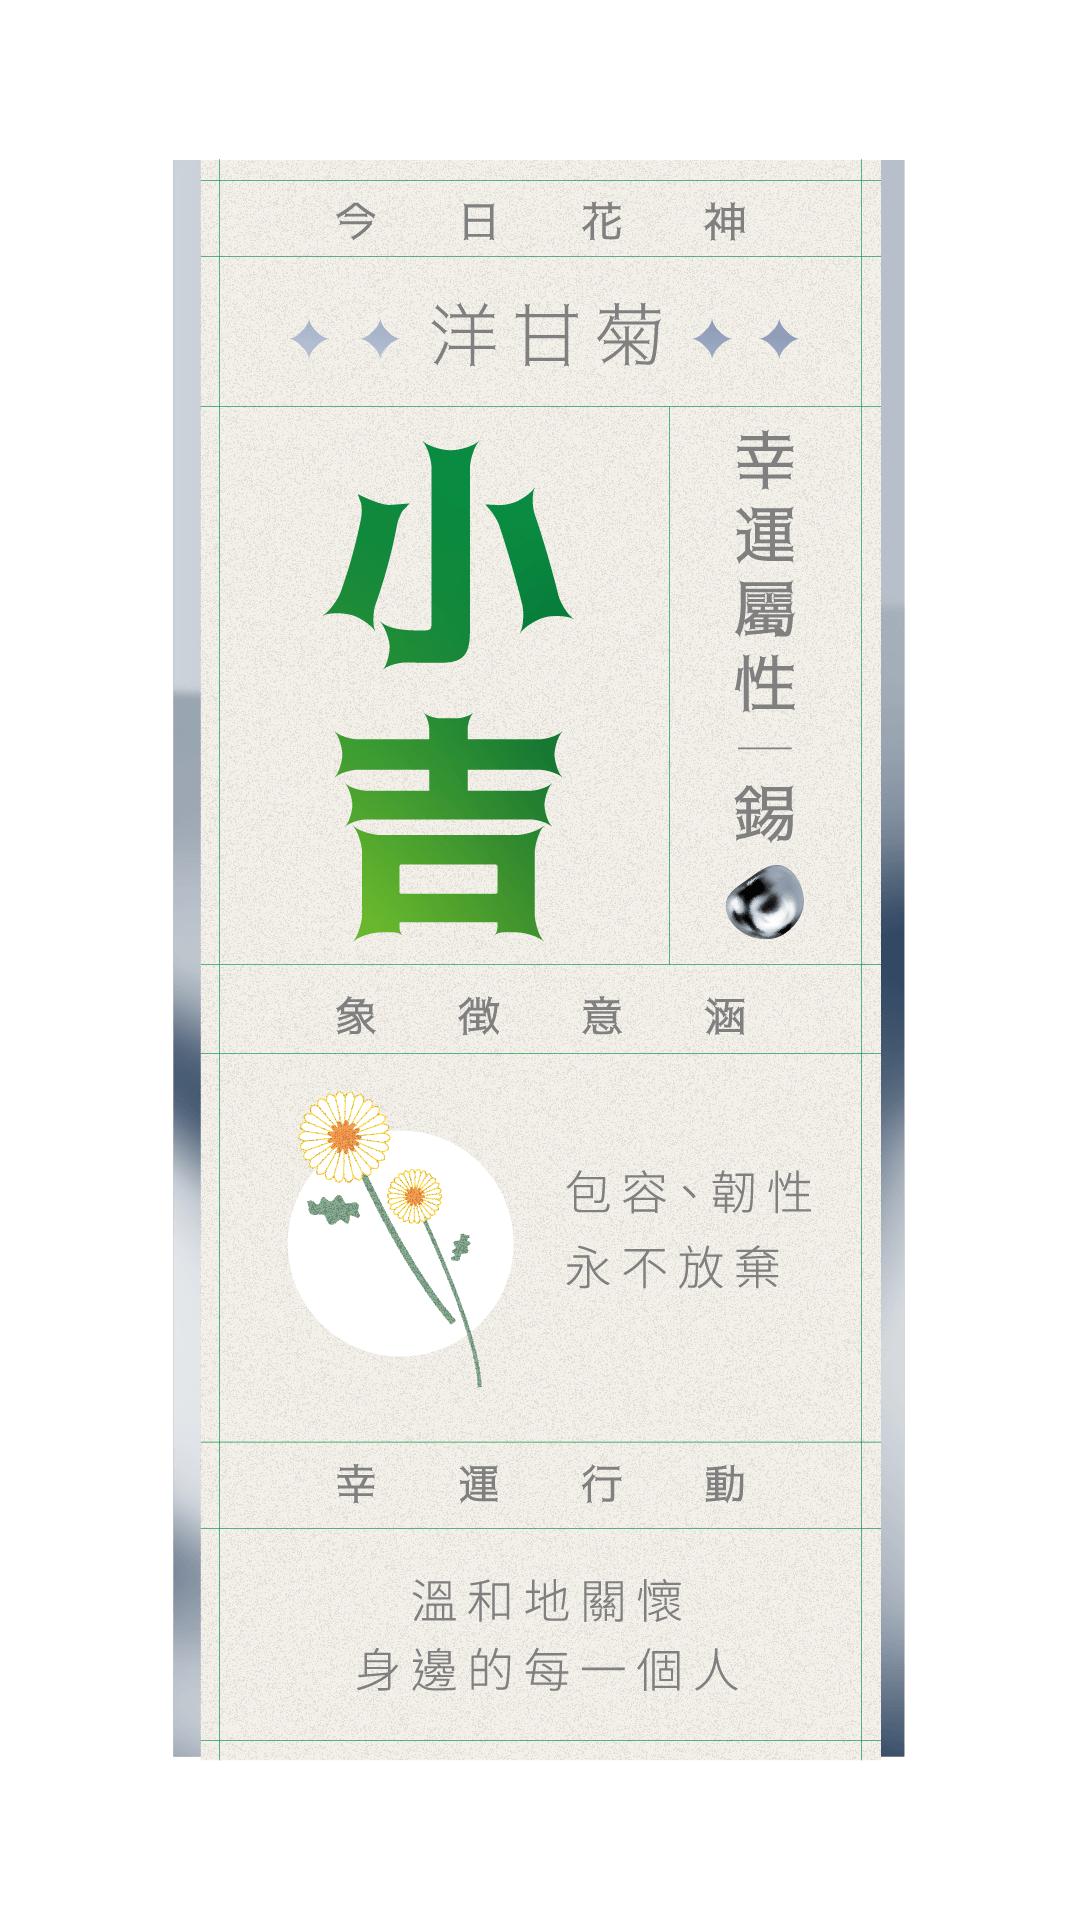 今日花神
洋甘菊
小吉
幸運屬性—錫
象徵意涵
包容、韌性
永不放棄
幸運行動
溫和地關懷
身邊的每一個人